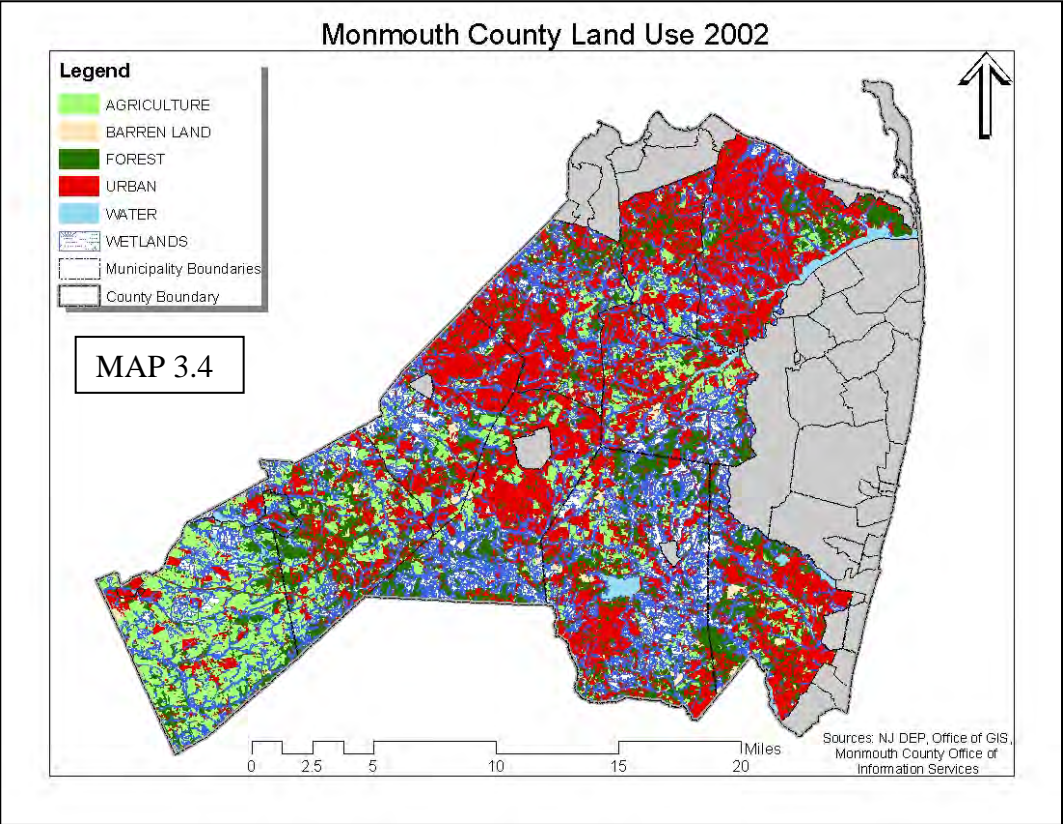 Monmouth County Land Use 2002
Legend
AGRICULTURE
BARREN LAND
FOREST
URBAN
WATER
WETLANDS
Municipality Boundaries
County Boundary
MAP 3.4
Miles
0 2.5 5 10 15 20
Sources: NJ DEP, Office of GIS,
Monmouth County Office of
Information Services